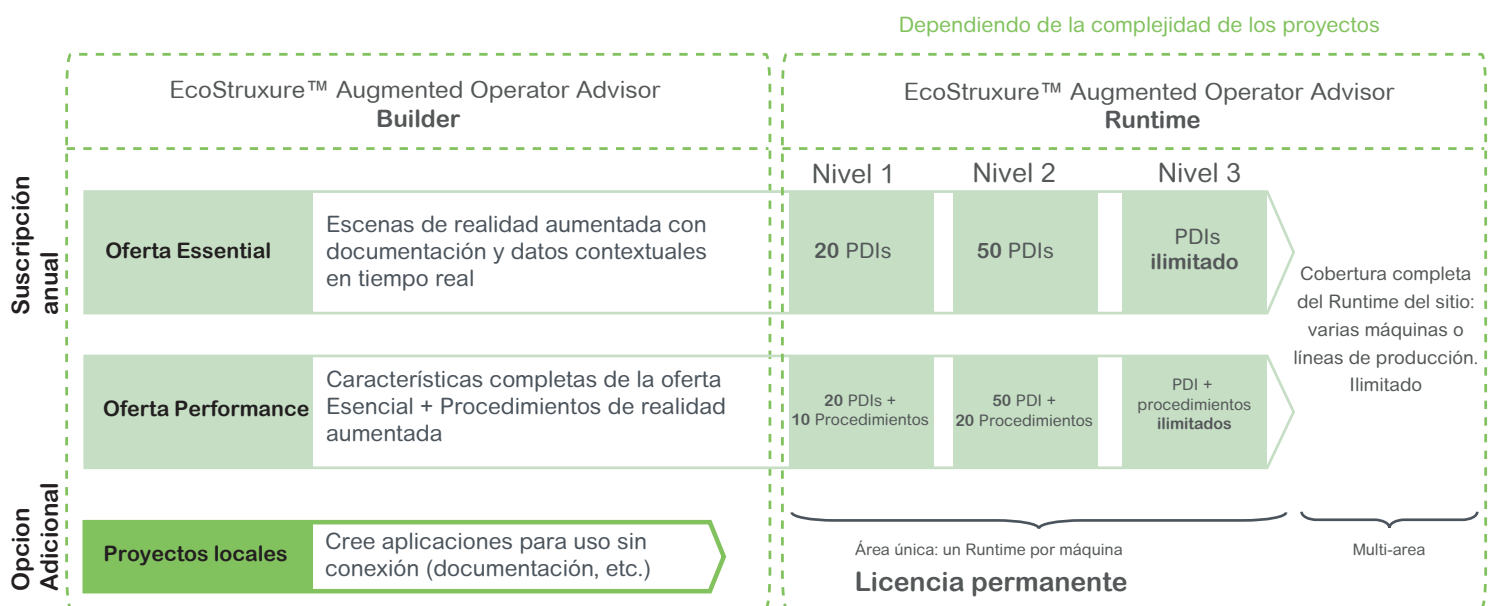 Dependiendo de la complejidad de los proyectos
EcoStruxure™ Augmented Operator Advisor
Builder
EcoStruxure™ Augmented Operator Advisor
Runtime
Suscripción
anual
Nivel 1
Nivel 2
Nivel 3
Oferta Essential
Escenas de realidad aumentada con
documentación y datos contextuales
en tiempo real
20 PDIs
50 PDIs
PDIs
ilimitado
Cobertura completa
del Runtime del sitio:
varias máquinas o
líneas de producción.
Ilimitado
Oferta Performance
Características completas de la oferta
Esencial + Procedimientos de realidad
aumentada
20 PDIs +
10 Procedimientos
50 PDI +
20 Procedimientos
PDI +
procedimientos
ilimitados
Opcion
Adicional
Proyectos locales
Cree aplicaciones para uso sin
conexión (documentación, etc.)
Área única: un Runtime por máquina
Licencia permanente
Multi-area